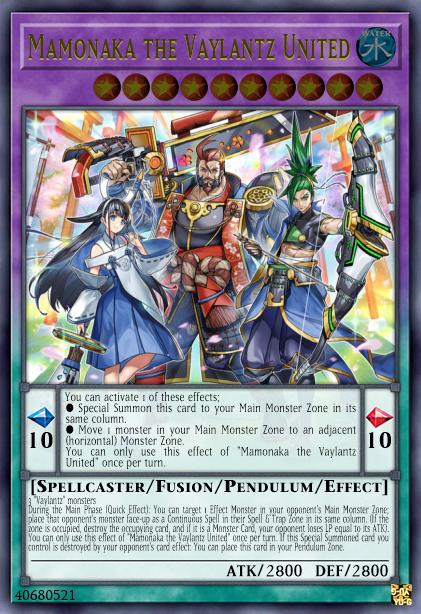 MAMONAKA THE VAYLANTZ UNITED
WATER
水
You can activate 1 of these effects;
● Special Summon this card to your Main Monster Zone in its
same column.
● Move 1 monster in your Main Monster Zone to an adjacent
(horizontal) Monster Zone.
You can only use this effect of "Mamonaka the Vaylantz
United" once per turn.
10
10
[SPELLCASTER/FUSION/PENDULUM/EFFECT]
3 "Vaylantz" monsters
During the Main Phase (Quick Effect): You can target 1 Effect Monster in your opponent's Main Monster Zone;
place that opponent's monster face-up as a Continuous Spell in their Spell & Trap Zone in its same column. (If the
zone is occupied, destroy the occupying card, and if it is a Monster Card, your opponent loses LP equal to its ATK).
You can only use this effect of "Mamonaka the Vaylantz United" once per turn. If this Special Summoned card you
control is destroyed by your opponent's card effect: You can place this card in your Pendulum Zone.
ATK/2800 DEF/2800
40680521